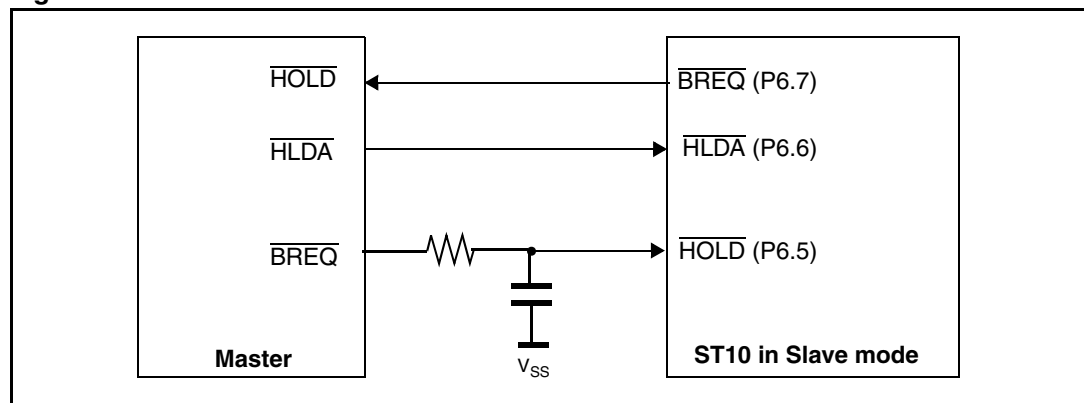 HOLD
BREQ (P6.7)
HLDA
HLDA (P6.6)
BREQ
HOLD (P6.5)
Master
VSS
ST10 in Slave mode